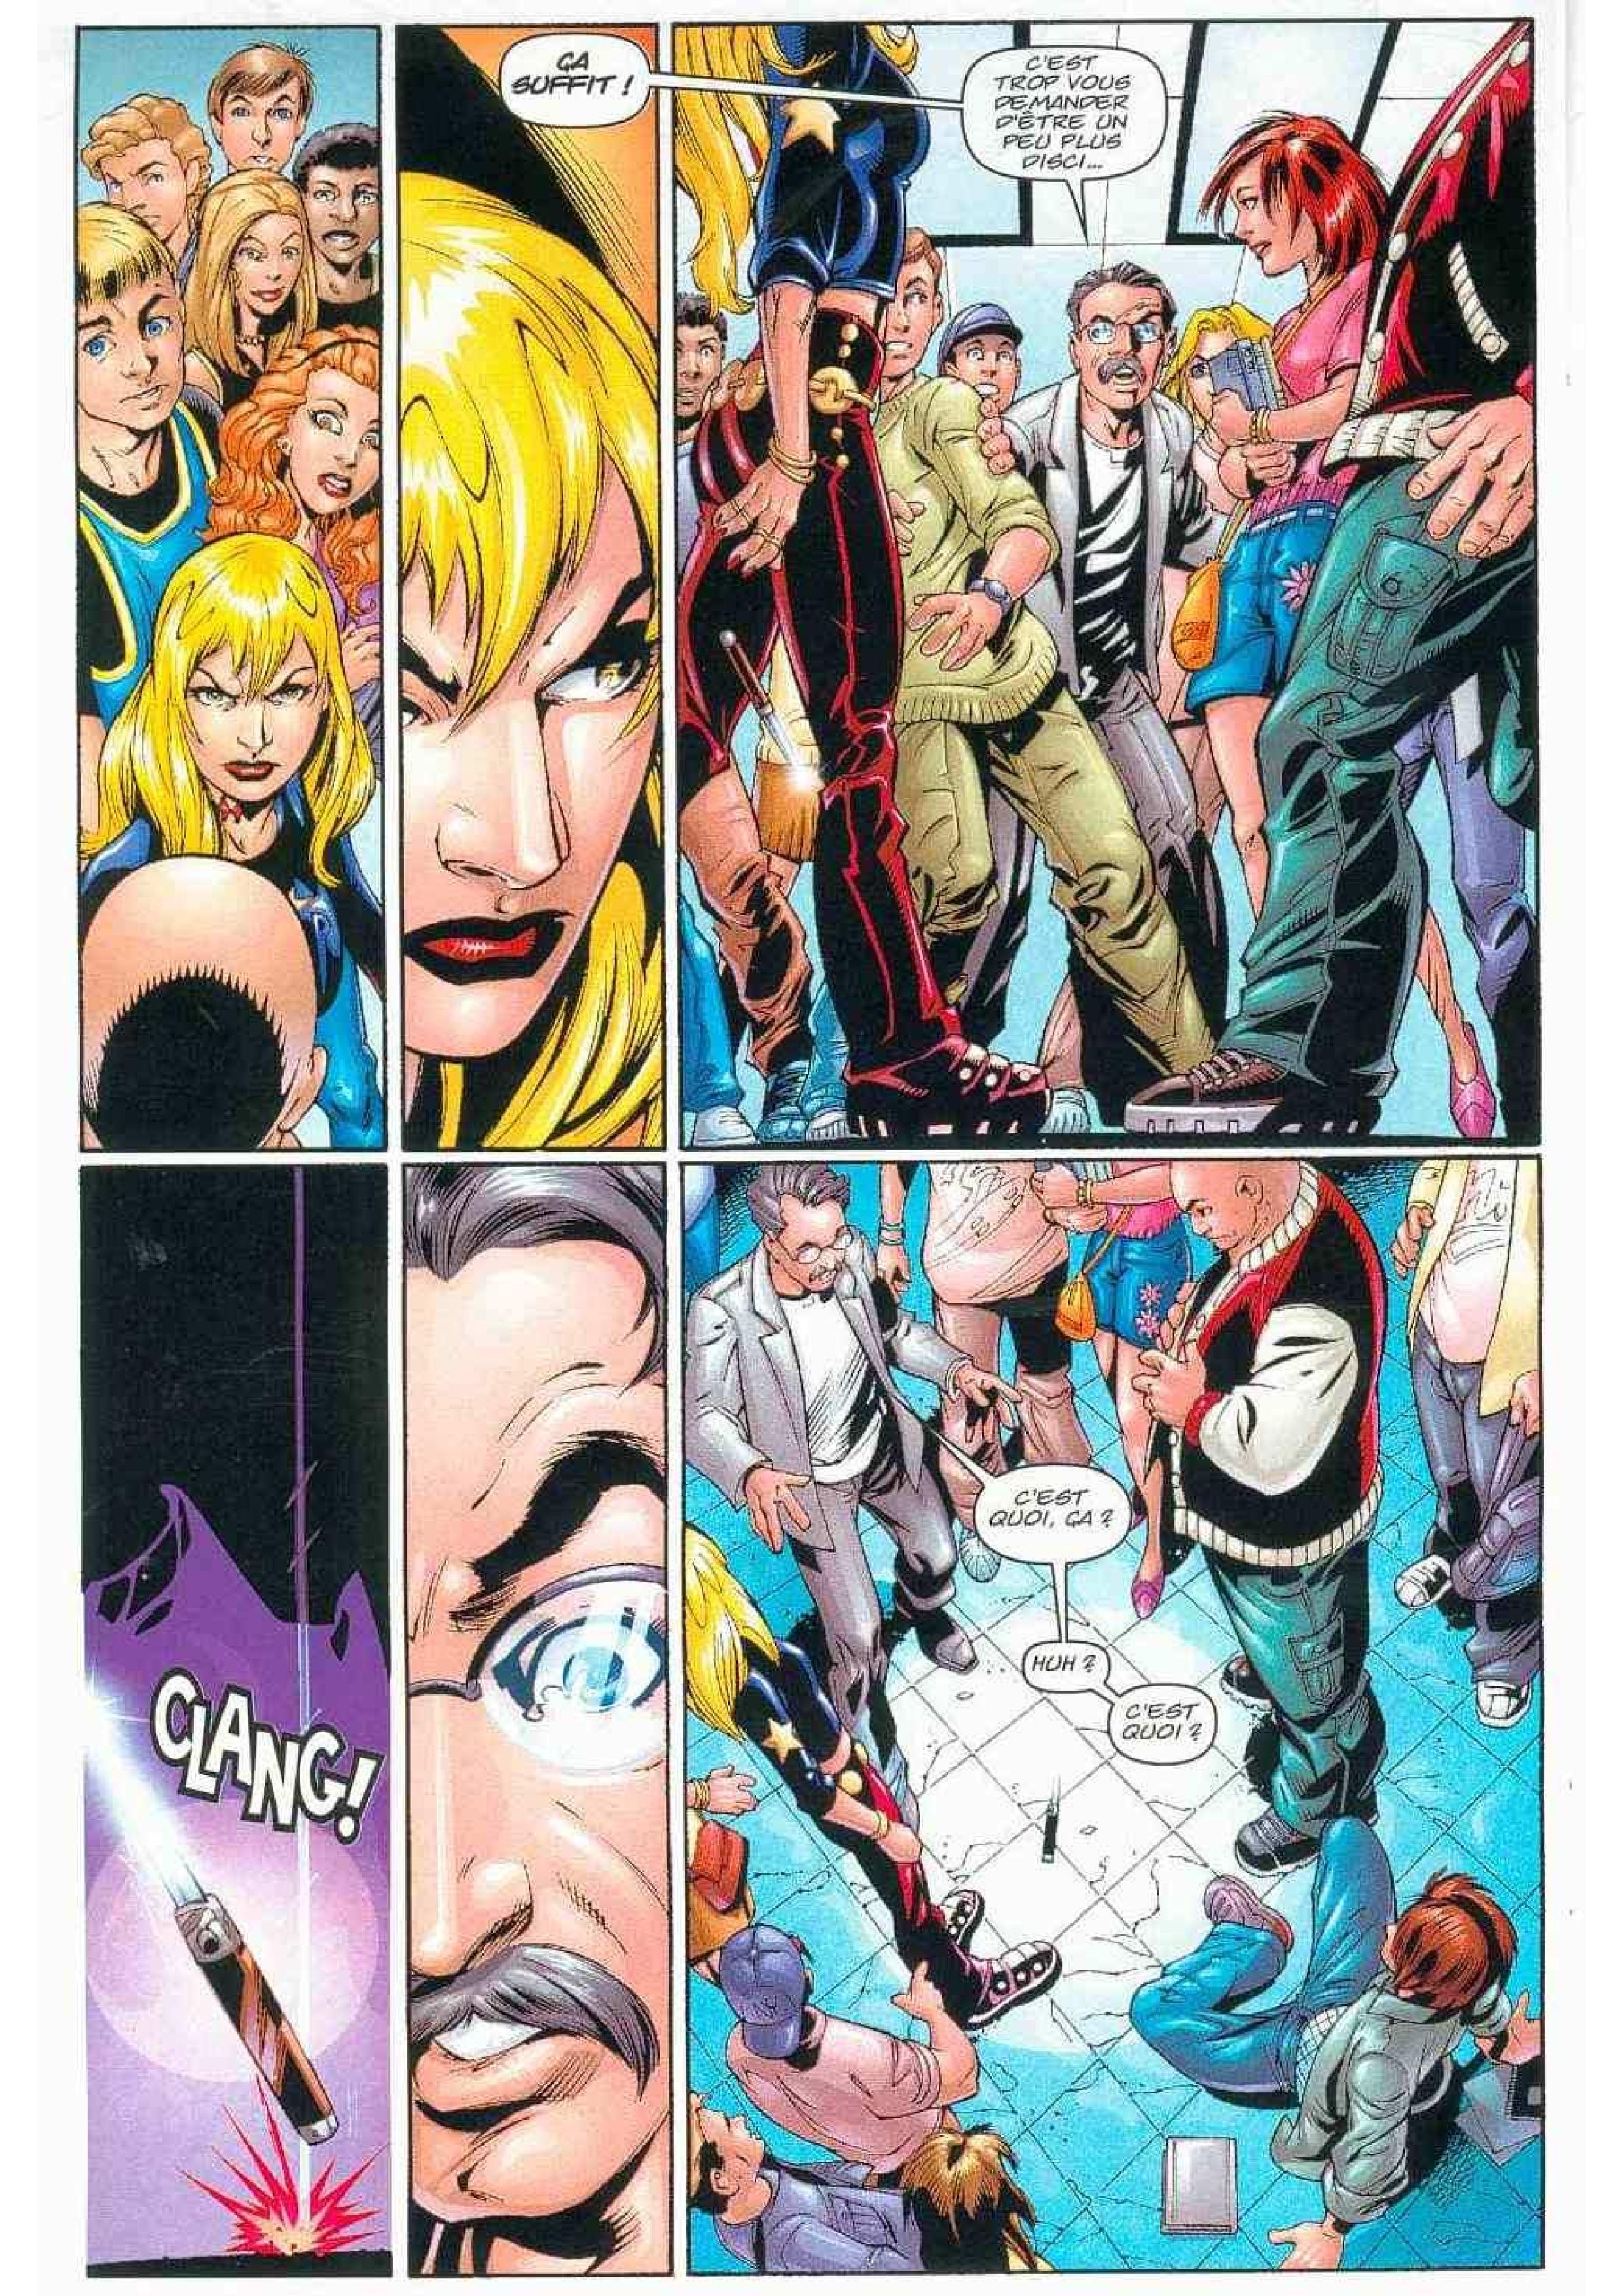 ÇA
SUFFIT !
C'EST
TROP VOUS
DEMANDER
D'ÊTRE UN
PEU PLUS
DISCI...
CLANG!
C'EST
QUOI, ÇA ?
HUH ?
C'EST
QUOI ?